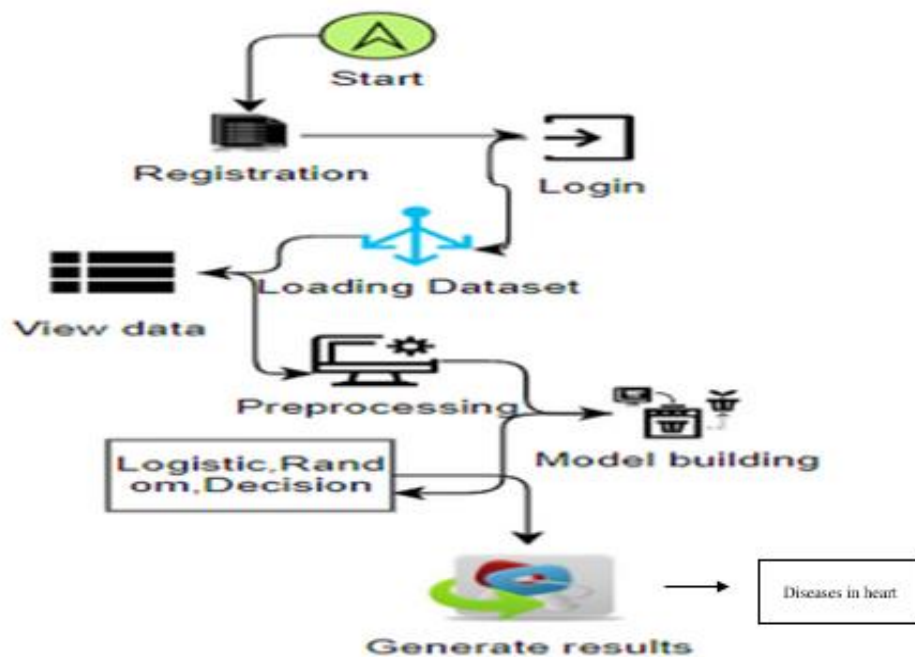 Start
Registration
Login
Loading Dataset
View data
Preprocessing
Model building
Logistic,Rand
om,Decision
Generate results
Diseases in heart